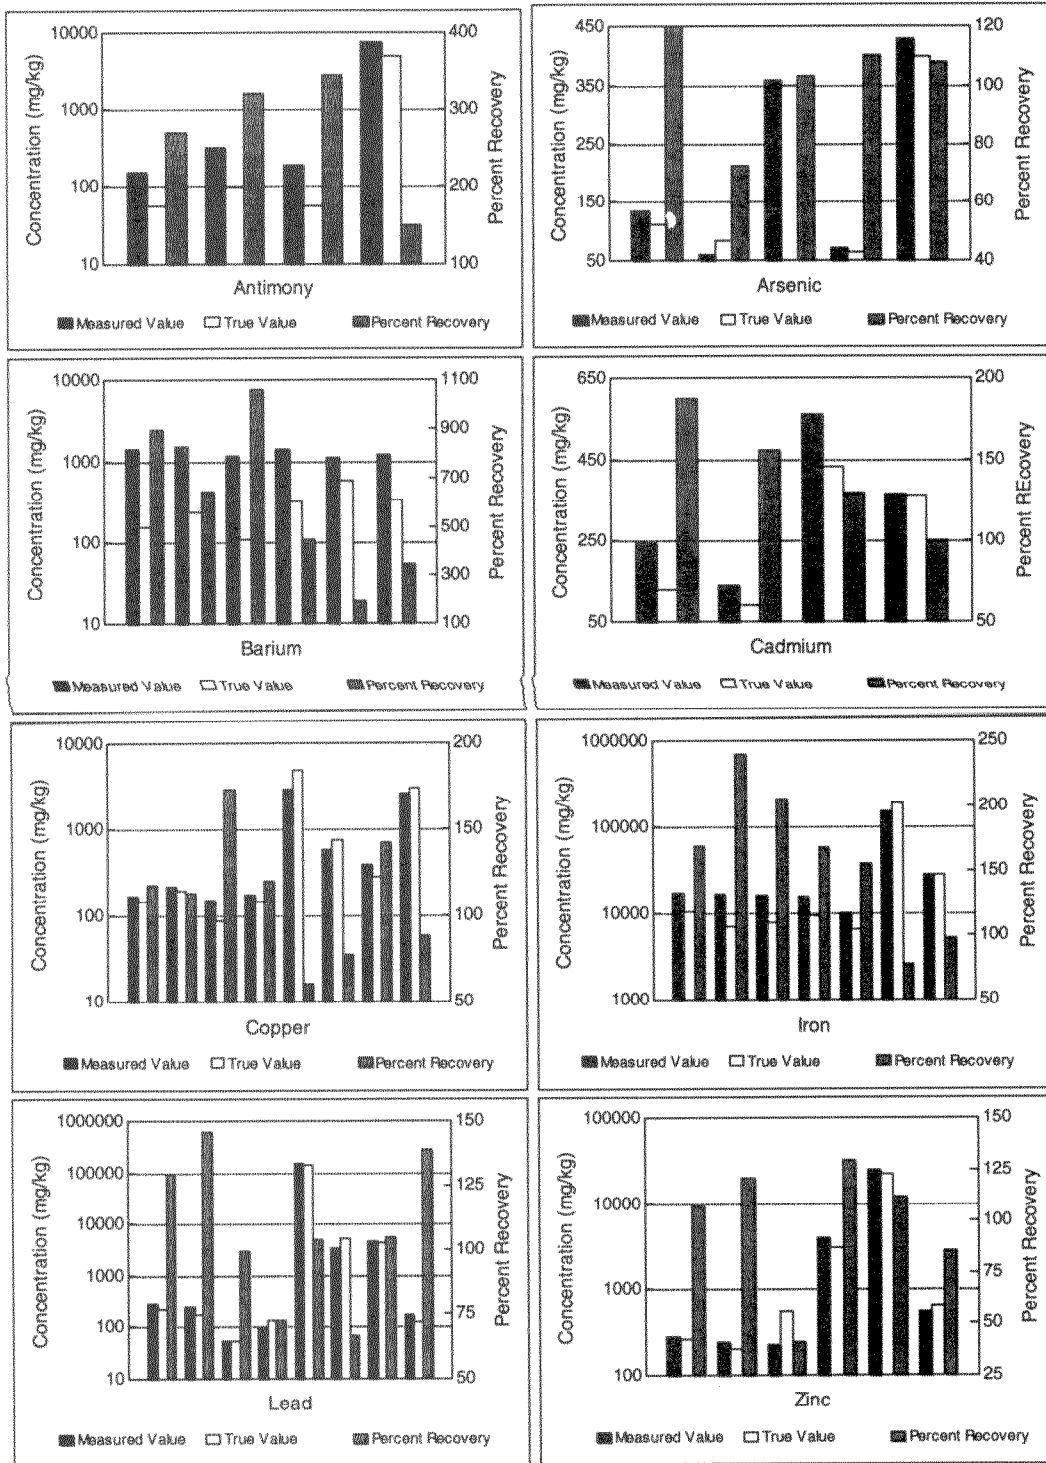 10000
1000
100
10
Concentration (mg/kg)
400
300
200
100
Percent Recovery
Antimony
Measured Value True Value Percent Recovery
450
350
250
150
50
Concentration (mg/kg)
120
100
80
60
40
Percent Recovery
Arsenic
Measured Value True Value Percent Recovery
10000
1000
100
10
Concentration (mg/kg)
1100
900
700
500
300
100
Percent Recovery
Barium
Measured Value True Value Percent Recovery
650
450
250
50
Concentration (mg/kg)
200
150
100
50
Percent REcovery
Cadmium
Measured Value True Value Percent Recovery
10000
1000
100
10
Concentration (mg/kg)
200
150
100
50
Percent Recovery
Copper
Measured Value True Value Percent Recovery
1000000
100000
10000
1000
Concentration (mg/kg)
250
200
150
100
50
Percent Recovery
Iron
Measured Value True Value Percent Recovery
1000000
100000
10000
1000
100
10
Concentration (mg/kg)
150
125
100
75
50
Percent Recovery
Lead
Measured Value True Value Percent Recovery
100000
10000
1000
100
Concentration (mg/kg)
150
125
100
75
50
25
Percent Recovery
Zinc
Measured Value True Value Percent Recovery